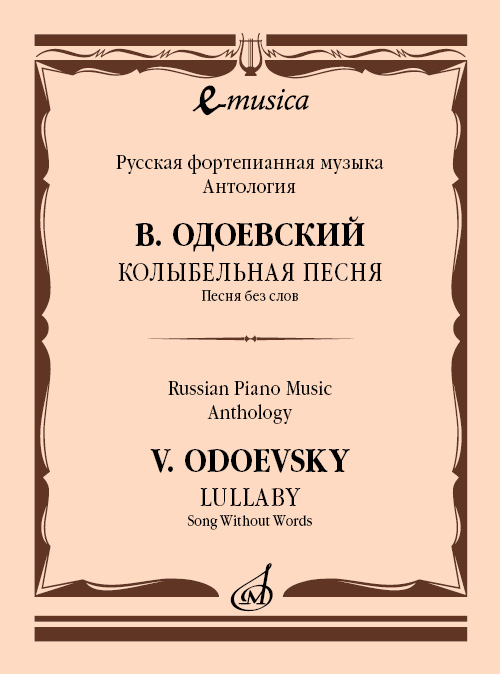 e-musica
Русская фортепианная музыка
Антология
В. ОДОЕВСКИЙ
КОЛЫБЕЛЬНАЯ ПЕСНЯ
Песня без слов
Russian Piano Music
Anthology
V. ODOEVSKY
LULLABY
Song Without Words
М